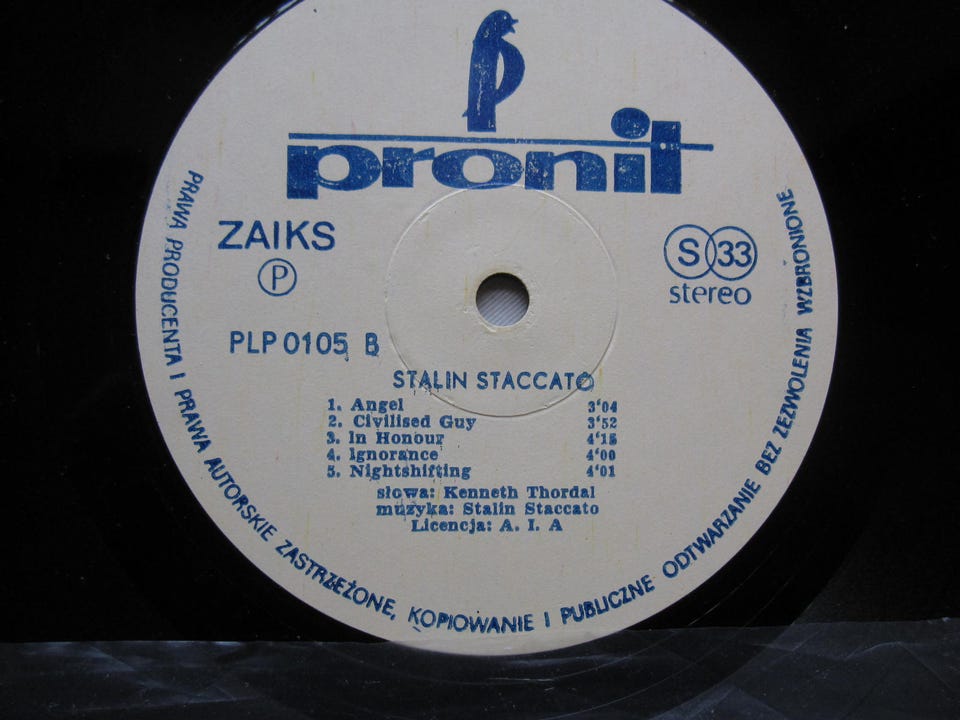 pronit
ZAIKS
P
S 33
stereo
PLP 0105 B
STALIN STACCATO
1. Angel 3'04
2. Civilised Guy 3'52
3. In Honour 4'15
4. Ignorance 4'00
5. Nightshifting 4'01
słowa: Kenneth Thordal
muzyka: Stalin Staccato
Licencja: A. I. A
PRAWA PRODUCENTA I PRAWA AUTORSKIE ZASTRZEŻONE, KOPIOWANIE I PUBLICZNE ODTWARZANIE BEZ ZEZWOLENIA WZBRONIONE